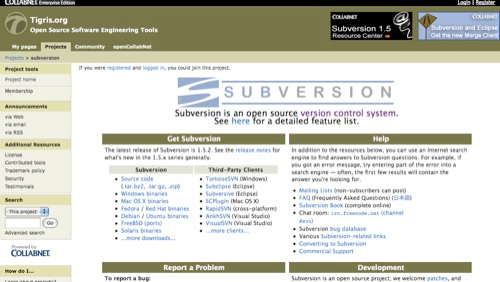 COLLABNET Enterprise Edition
Login | Register
Tigris.org
Open Source Software Engineering Tools
COLLABNET
Subversion 1.5
Resource Center
COLLABNET
Subversion and Eclipse
Get the new Merge Client
My pages Projects Community openCollabNet
Projects > subversion
If you were registered and logged in, you could join this project.
Project tools
Project home
Membership
Announcements
via Web
via email
via RSS
Additional Resources
License
Contributed tools
Trademark policy
Security
Testimonials
Search
This project
Go
Advanced search
Powered by
COLLABNET
How do I...
SUBVERSION
Subversion is an open source version control system.
See here for a detailed feature list.
Get Subversion
The latest release of Subversion is 1.5.2. See the release notes for
what's new in the 1.5.x series generally.
Subversion
Source code
(.tar.bz2, .tar.gz, .zip)
Windows binaries
Mac OS X binaries
Fedora / Red Hat binaries
Debian / Ubuntu binaries
FreeBSD (ports)
Solaris binaries
...more downloads...
Third-Party Clients
TortoiseSVN (Windows)
Subclipse (Eclipse)
Subversive (Eclipse)
SCPlugin (Mac OS X)
RapidSVN (cross-platform)
AnkhSVN (Visual Studio)
VisualSVN (Visual Studio)
...more clients...
Help
In addition to the resources below, you can use an Internet search
engine to find answers to Subversion questions. For example, if
you get an error message, try entering part of the error into a
search engine — often, the first few results will contain the
answer you're looking for.
Mailing Lists (non-subscribers can post)
FAQ (Frequently Asked Questions) (日本語)
Subversion Book (complete online)
Chat room: irc.freenode.net (channel
#svn)
Subversion bug database
Various Subversion-related links
Converting to Subversion
Commercial Support
Report a Problem
To report a bug:
Development
Subversion is an open source project; we welcome patches, and